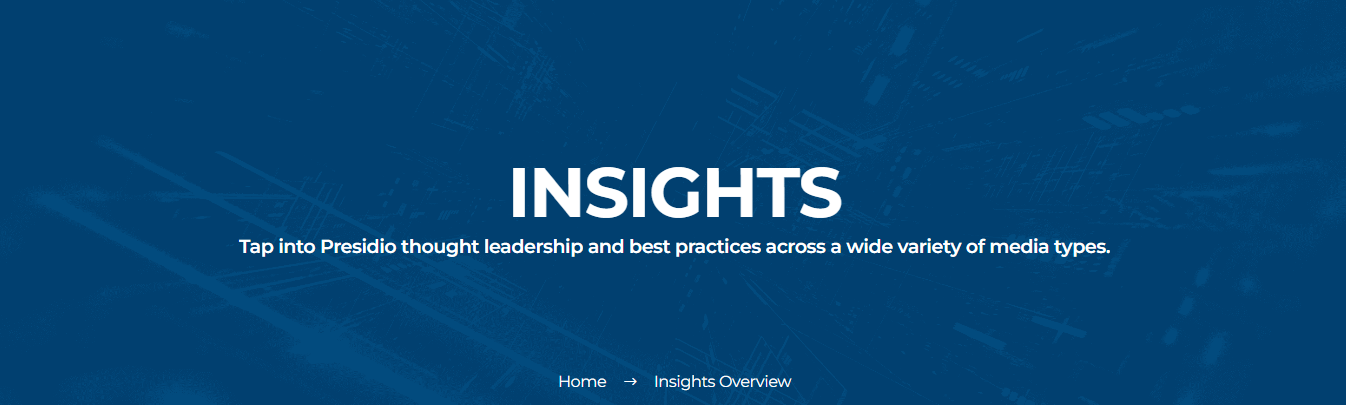 INSIGHTS
Tap into Presidio thought leadership and best practices across a wide variety of media types.
Home → Insights Overview